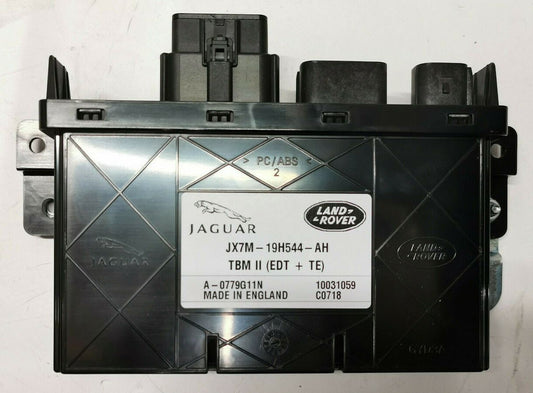 > PC/ABS <
2
JAGUAR
LAND ROVER
JX7M-19H544-AH
TBM II (EDT + TE)
A-0779G11N 10031059
MADE IN ENGLAND C0718
JAGUAR
LAND ROVER